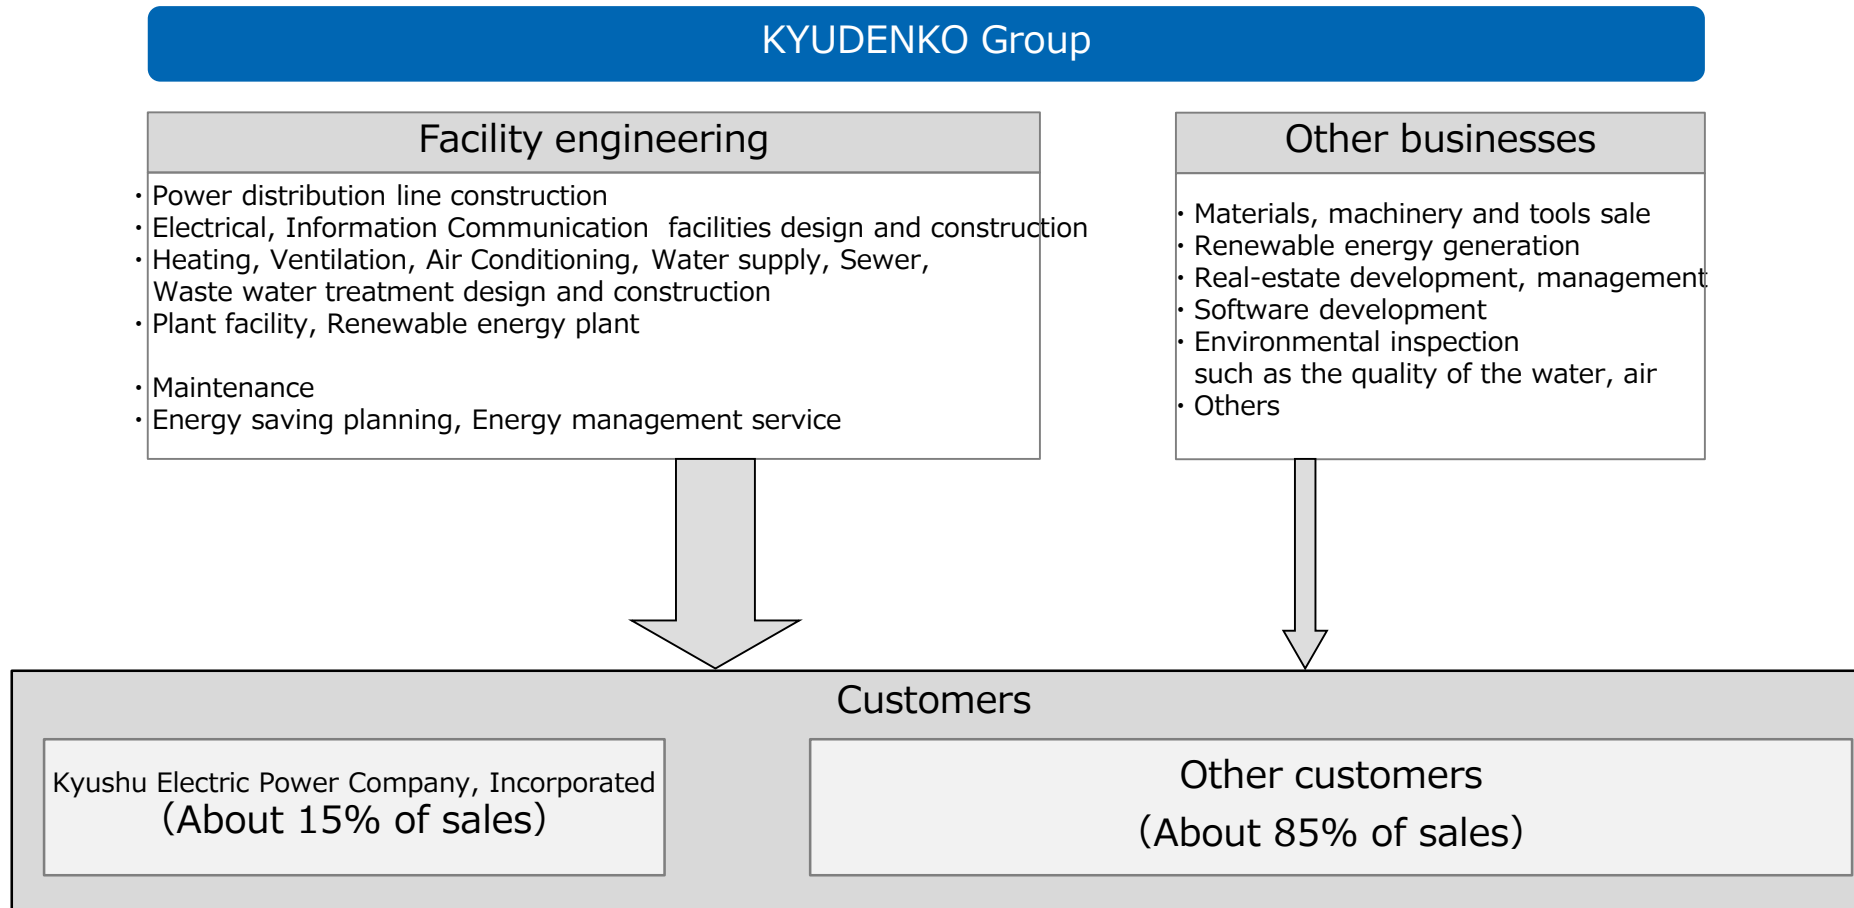 KYUDENKO Group
Facility engineering
・Power distribution line construction
・Electrical, Information Communication  facilities design and construction
・Heating, Ventilation, Air Conditioning, Water supply, Sewer,
Waste water treatment design and construction
・Plant facility, Renewable energy plant
・Maintenance
・Energy saving planning, Energy management service
Other businesses
・Materials, machinery and tools sale
・Renewable energy generation
・Real-estate development, management
・Software development
・Environmental inspection
such as the quality of the water, air
・Others
Customers
Kyushu Electric Power Company, Incorporated
（About 15% of sales）
Other customers
（About 85% of sales）